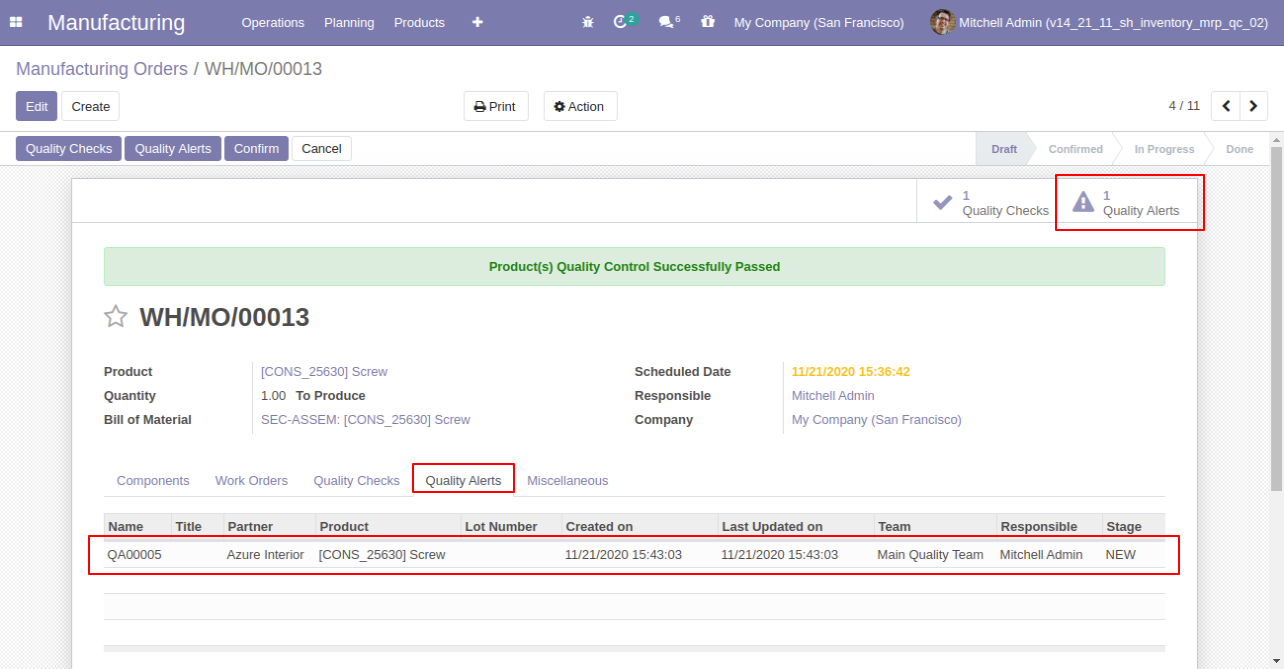 Manufacturing Operations Planning Products 2 6 My Company (San Francisco) Mitchell Admin (v14_21_11_sh_inventory_mrp_qc_02)
Manufacturing Orders / WH/MO/00013
Edit Create Print Action 4 / 11
Quality Checks Quality Alerts Confirm Cancel Draft Confirmed In Progress Done
1 1
Quality Checks Quality Alerts
Product(s) Quality Control Successfully Passed
WH/MO/00013
Product [CONS_25630] Screw Scheduled Date 11/21/2020 15:36:42
Quantity 1.00 To Produce Responsible Mitchell Admin
Bill of Material SEC-ASSEM: [CONS_25630] Screw Company My Company (San Francisco)
Components Work Orders Quality Checks Quality Alerts Miscellaneous
Name Title Partner Product Lot Number Created on Last Updated on Team Responsible Stage
QA00005 Azure Interior [CONS_25630] Screw 11/21/2020 15:43:03 11/21/2020 15:43:03 Main Quality Team Mitchell Admin NEW